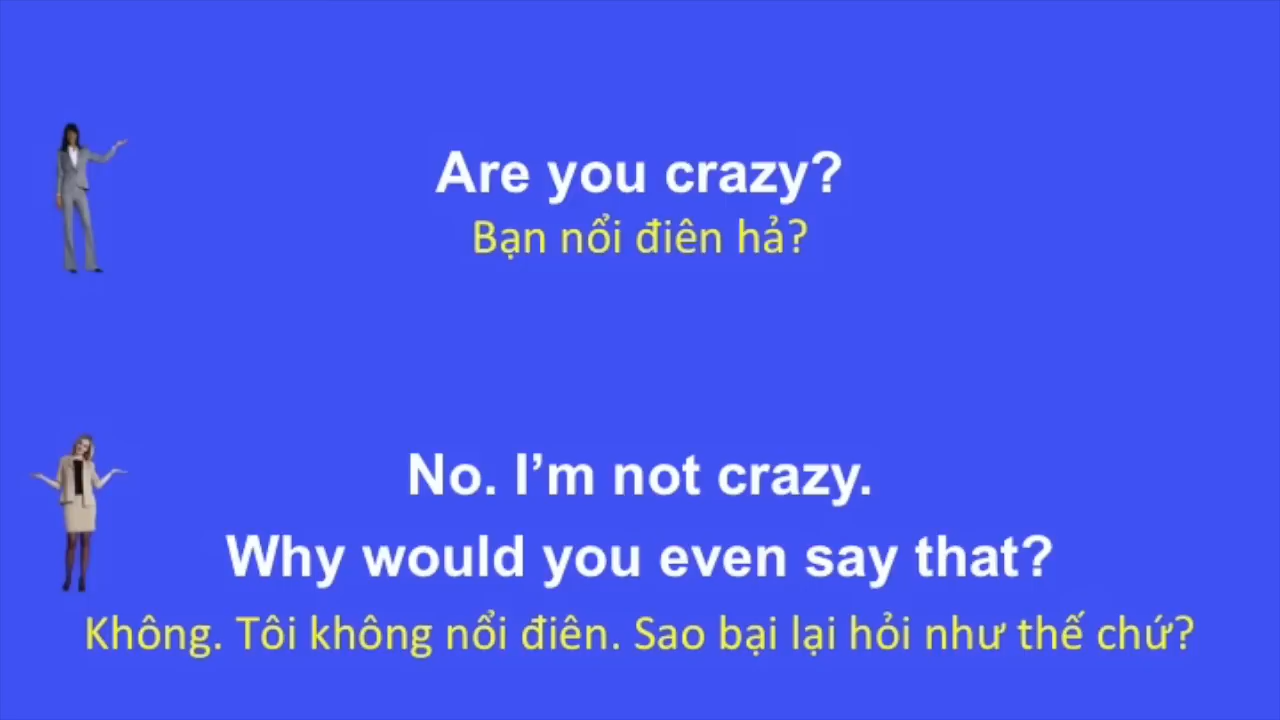 Are you crazy?
Bạn nổi điên hả?
No. I’m not crazy.
Why would you even say that?
Không. Tôi không nổi điên. Sao bại lại hỏi như thế chứ?